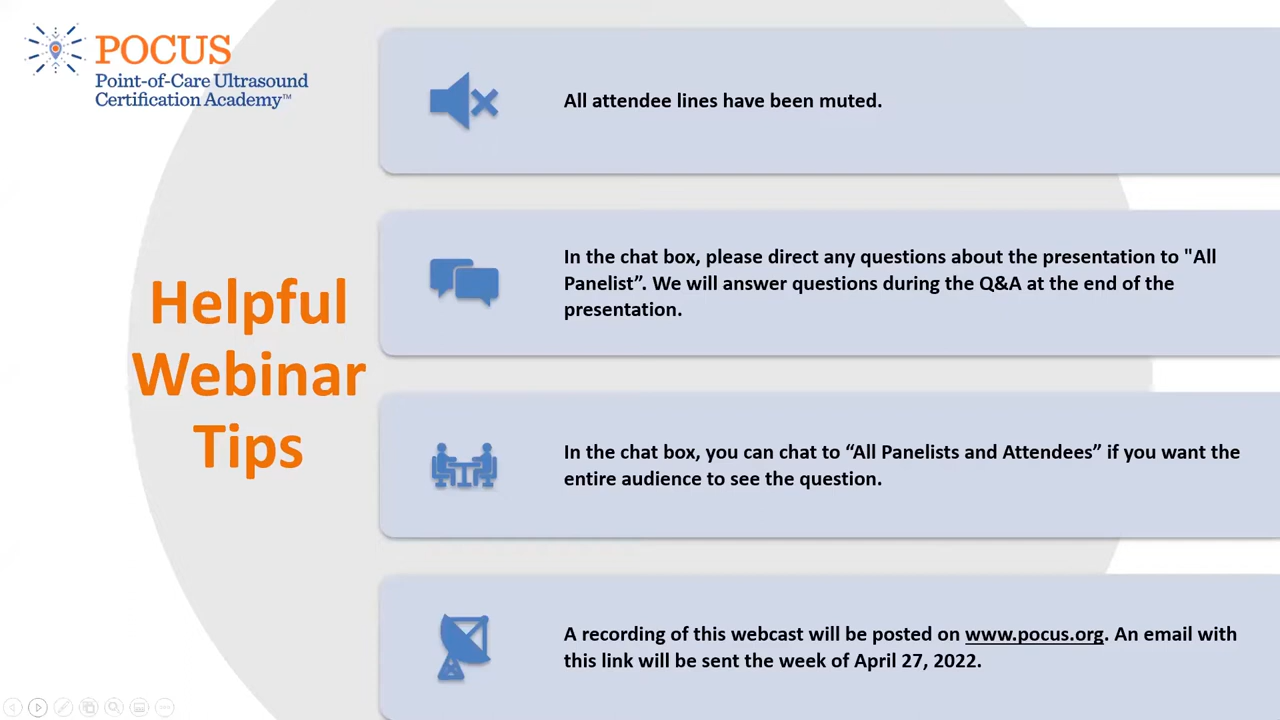 POCUS
Point-of-Care Ultrasound
Certification Academy™
Helpful
Webinar
Tips
All attendee lines have been muted.
In the chat box, please direct any questions about the presentation to "All
Panelist”. We will answer questions during the Q&A at the end of the
presentation.
In the chat box, you can chat to “All Panelists and Attendees” if you want the
entire audience to see the question.
A recording of this webcast will be posted on www.pocus.org. An email with
this link will be sent the week of April 27, 2022.